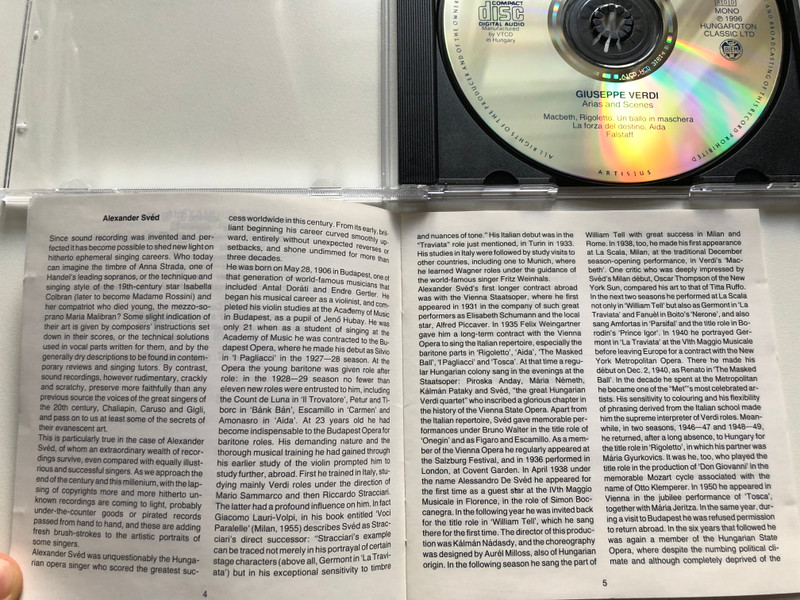 COMPACT
disc
DIGITAL AUDIO
Manufactured
by VTCD
in Hungary
MONO
℗ 1996
HUNGAROTON
CLASSIC LTD
GIUSEPPE VERDI
Arias and Scenes
Macbeth, Rigoletto, Un ballo in maschera
La forza del destino, Aida
Falstaff
ALL RIGHTS OF THE PRODUCER AND OF THE OWNER
AND BROADCASTING OF THIS RECORD PROHIBITED
ARTISJUS
Alexander Svéd
Since sound recording was invented and per-
fected it has become possible to shed new light on
hitherto ephemeral singing careers. Who today
can imagine the timbre of Anna Strada, one of
Handel's leading sopranos, or the technique and
singing style of the 19th-century star Isabella
Colbran (later to become Madame Rossini) and
her compatriot who died young, the mezzo-so-
prano Maria Malibran? Some slight indication of
their art is given by composers' instructions set
down in their scores, or the technical solutions
used in vocal parts written for them, and by the
generally dry descriptions to be found in contem-
porary reviews and singing tutors. By contrast,
sound recordings, however rudimentary, crackly
and scratchy, preserve more faithfully than any
previous source the voices of the great singers of
the 20th century, Chaliapin, Caruso and Gigli,
and pass on to us at least some of the secrets of
their evanescent art.
This is particularly true in the case of Alexander
Svéd, of whom an extraordinary wealth of recor-
dings survive, even compared with equally illust-
rious and successful singers. As we approach the
end of the century and this millenium, with the lap-
sing of copyrights more and more hitherto un-
known recordings are coming to light, probably
under-the-counter goods or pirated records
passed from hand to hand, and these are adding
fresh brush-strokes to the artistic portraits of
some singers.
Alexander Svéd was unquestionably the Hunga-
rian opera singer who scored the greatest suc-
cess worldwide in this century. From its early, bril-
liant beginning his career curved smoothly up-
ward, entirely without unexpected reverses or
setbacks, and shone undimmed for more than
three decades.
He was born on May 28, 1906 in Budapest, one of
that generation of world-famous musicians that
included Antal Doráti and Endre Gertler. He
began his musical career as a violinist, and com-
pleted his violin studies at the Academy of Music
in Budapest, as a pupil of Jenő Hubay. He was
only 21 when as a student of singing at the
Academy of Music he was contracted to the Bu-
dapest Opera, where he made his debut as Silvio
in 'I Pagliacci' in the 1927—28 season. At the
Opera the young baritone was given role after
role: in the 1928—29 season no fewer than
eleven new roles were entrusted to him, including
the Count de Luna in 'Il Trovatore', Petur and Ti-
borc in 'Bánk Bán', Escamillo in 'Carmen' and
Amonasro in 'Aida'. At 23 years old he had
become indispensable to the Budapest Opera for
baritone roles. His demanding nature and the
thorough musical training he had gained through
his earlier study of the violin prompted him to
study further, abroad. First he trained in Italy, stu-
dying mainly Verdi roles under the direction of
Mario Sammarco and then Riccardo Stracciari.
The latter had a profound influence on him. In fact
Giacomo Lauri-Volpi, in his book entitled 'Voci
Paralelle' (Milan, 1955) describes Svéd as Strac-
ciari's direct successor: "Stracciari's example
can be traced not merely in his portrayal of certain
stage characters (above all, Germont in 'La Travi-
ata') but in his exceptional sensitivity to timbre
4
and nuances of tone." His Italian debut was in the
"Traviata" role just mentioned, in Turin in 1933.
His studies in Italy were followed by study visits to
other countries, including one to Munich, where
he learned Wagner roles under the guidance of
the world-famous singer Fritz Weinhals.
Alexander Svéd's first longer contract abroad
was with the Vienna Staatsoper, where he first
appeared in 1931 in the company of such great
performers as Elisabeth Schumann and the local
star, Alfred Piccaver. In 1935 Felix Weingartner
gave him a long-term contract with the Vienna
Opera to sing the Italian repertoire, especially the
baritone parts in 'Rigoletto', 'Aida', 'The Masked
Ball', 'I Pagliacci' and 'Tosca'. At that time a regu-
lar Hungarian colony sang in the evenings at the
Staatsoper: Piroska Anday, Mária Németh,
Kálmán Pataky and Svéd, "the great Hungarian
Verdi quartet" who inscribed a glorious chapter in
the history of the Vienna State Opera. Apart from
the Italian repertoire, Svéd gave memorable per-
formances under Bruno Walter in the title role of
'Onegin' and as Figaro and Escamillo. As a mem-
ber of the Vienna Opera he regularly appeared at
the Salzburg Festival, and in 1936 performed in
London, at Covent Garden. In April 1938 under
the name Alessandro De Svéd he appeared for
the first time as a guest star at the IVth Maggio
Musicale in Florence, in the role of Simon Boc-
canegra. In the following year he was invited back
for the title role in 'William Tell', which he sang
there for the first time. The director of this produc-
tion was Kálmán Nádasdy, and the choreography
was designed by Aurél Milloss, also of Hungarian
origin. In the following season he sang the part of
William Tell with great success in Milan and
Rome. In 1938, too, he made his first appearance
at La Scala, Milan, at the traditional December
season-opening performance, in Verdi's 'Mac-
beth'. One critic who was deeply impressed by
Svéd's Milan début, Oscar Thompson of the New
York Sun, compared his art to that of Titta Ruffo.
In the next two seasons he performed at La Scala
not only in 'William Tell' but also as Germont in 'La
Traviata' and Fanuèl in Boito's 'Nerone', and also
sang Amfortas in 'Parsifal' and the title role in Bo-
rodin's 'Prince Igor'. In 1940 he portrayed Ger-
mont in 'La Traviata' at the VIth Maggio Musicale
before leaving Europe for a contract with the New
York Metropolitan Opera. There he made his
début on Dec. 2, 1940, as Renato in 'The Masked
Ball'. In the decade he spent at the Metropolitan
he became one of the "Met"'s most celebrated ar-
tists. His sensitivity to colouring and his flexibility
of phrasing derived from the Italian school made
him the supreme interpreter of Verdi roles. Mean-
while, in two seasons, 1946—47 and 1948—49,
he returned, after a long absence, to Hungary for
the title role in 'Rigoletto', in which his partner was
Mária Gyurkovics. It was he, too, who played the
title role in the production of 'Don Giovanni' in the
memorable Mozart cycle associated with the
name of Otto Klemperer. In 1950 he appeared in
Vienna in the jubilee performance of 'Tosca',
together with Mária Jeritza. In the same year, dur-
ing a visit to Budapest he was refused permission
to return abroad. In the six years that followed he
was again a member of the Hungarian State
Opera, where despite the numbing political cli-
mate and although completely deprived of the
5